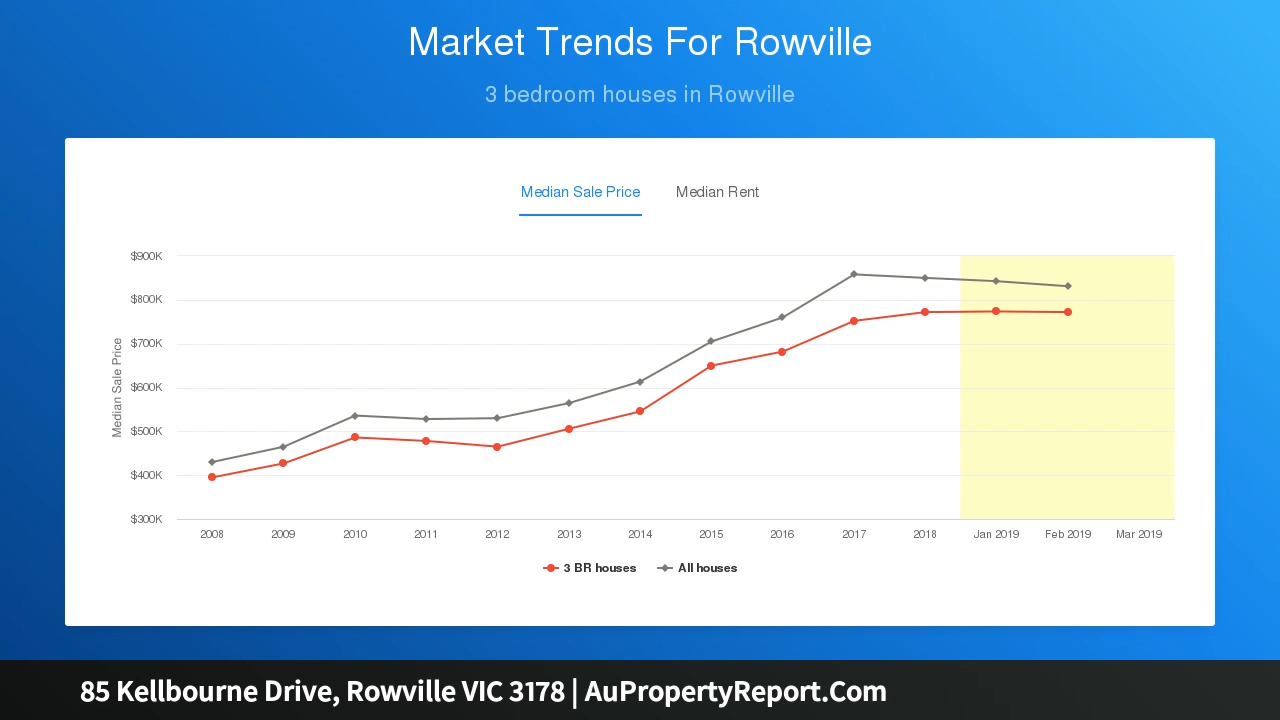 Market Trends For Rowville
3 bedroom houses in Rowville
Median Sale Price Median Rent
Median Sale Price
$900K
$800K
$700K
$600K
$500K
$400K
$300K
2008 2009 2010 2011 2012 2013 2014 2015 2016 2017 2018 Jan 2019 Feb 2019 Mar 2019
3 BR houses All houses
85 Kellbourne Drive, Rowville VIC 3178 | AuPropertyReport.Com